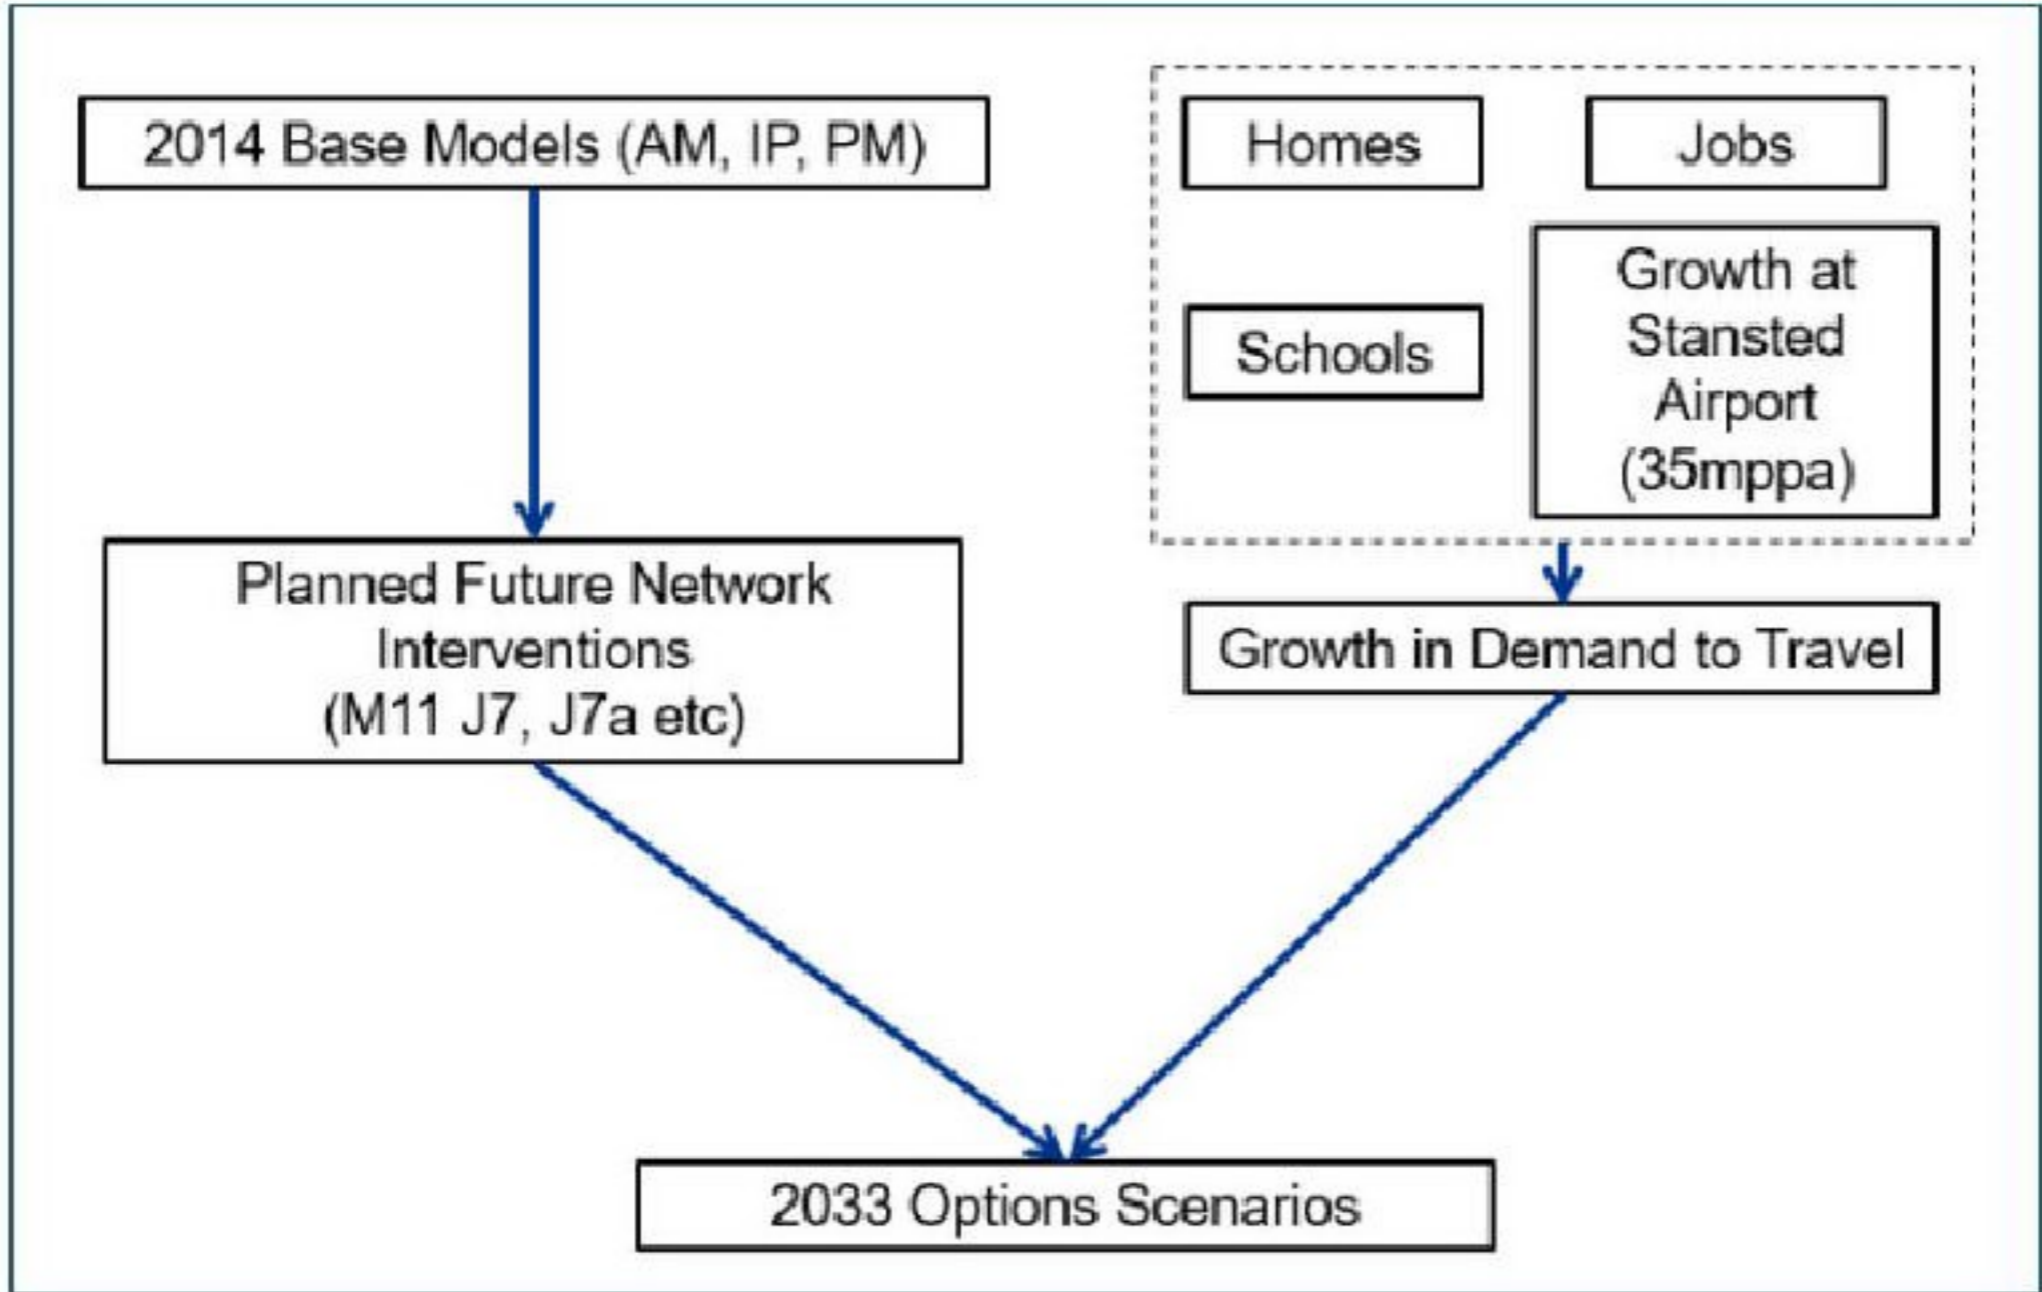 2014 Base Models (AM, IP, PM)
Planned Future Network
Interventions
(M11 J7, J7a etc)
Homes
Jobs
Schools
Growth at
Stansted
Airport
(35mppa)
Growth in Demand to Travel
2033 Options Scenarios